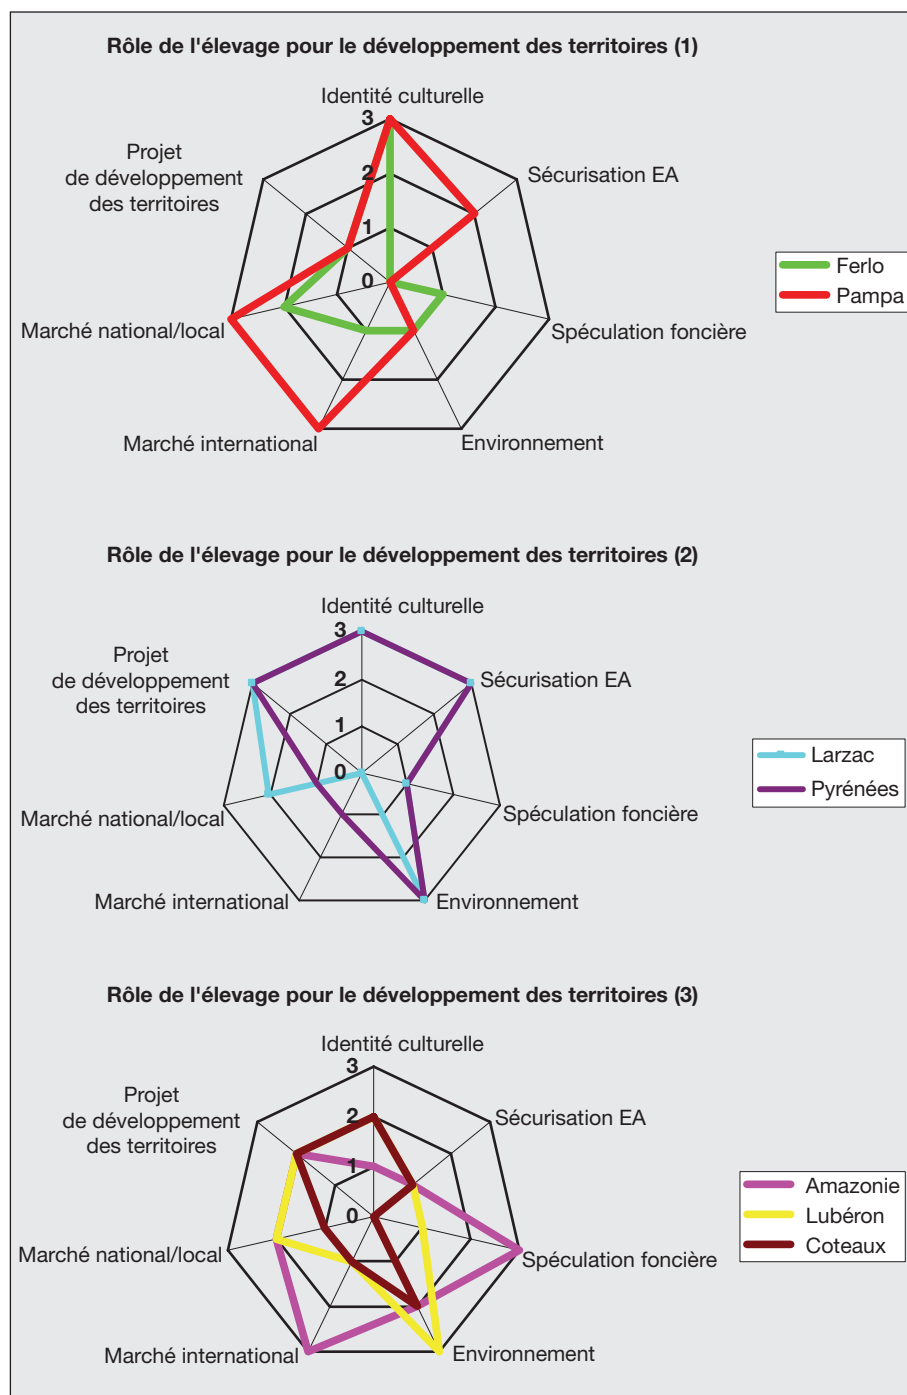 Rôle de l'élevage pour le développement des territoires (1)
Identité culturelle
3
Projet
de développement
des territoires
Sécurisation EA
2
1
0
Ferlo
Pampa
Marché national/local
Spéculation foncière
Marché international
Environnement
Rôle de l'élevage pour le développement des territoires (2)
Identité culturelle
3
Projet
de développement
des territoires
Sécurisation EA
2
1
0
Larzac
Pyrénées
Marché national/local
Spéculation foncière
Marché international
Environnement
Rôle de l'élevage pour le développement des territoires (3)
Identité culturelle
3
Projet
de développement
des territoires
Sécurisation EA
2
1
0
Amazonie
Lubéron
Coteaux
Marché national/local
Spéculation foncière
Marché international
Environnement